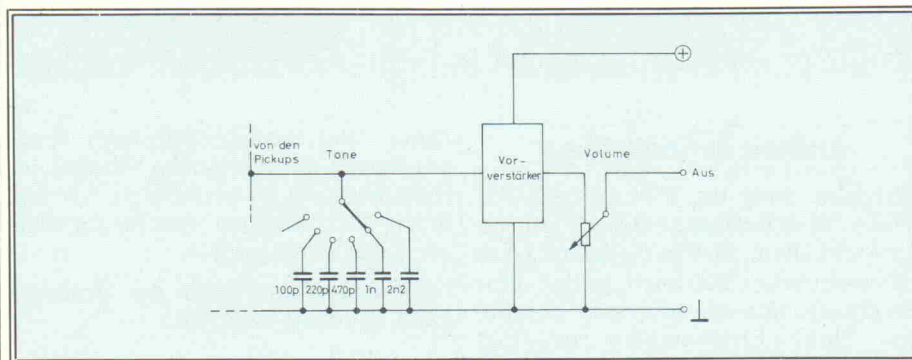 von den
Pickups
Tone
Vor-
verstärker
Volume
Aus
100p 220p 470p 1n 2n2